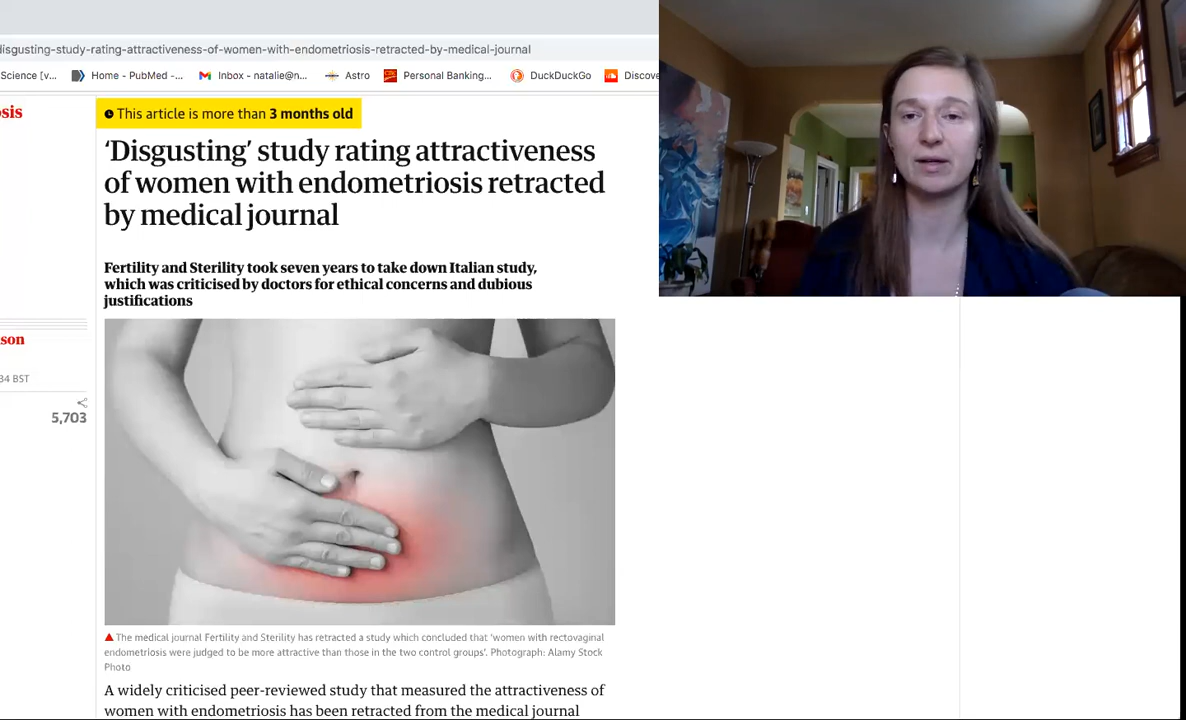 disgusting-study-rating-attractiveness-of-women-with-endometriosis-retracted-by-medical-journal
Science [v... Home - PubMed -... Inbox - natalie@n... Astro Personal Banking... DuckDuckGo Discove
sis
This article is more than 3 months old
‘Disgusting’ study rating attractiveness
of women with endometriosis retracted
by medical journal
Fertility and Sterility took seven years to take down Italian study,
which was criticised by doctors for ethical concerns and dubious
justifications
son
34 BST
5,703
The medical journal Fertility and Sterility has retracted a study which concluded that ‘women with rectovaginal
endometriosis were judged to be more attractive than those in the two control groups’. Photograph: Alamy Stock
Photo
A widely criticised peer-reviewed study that measured the attractiveness of
women with endometriosis has been retracted from the medical journal